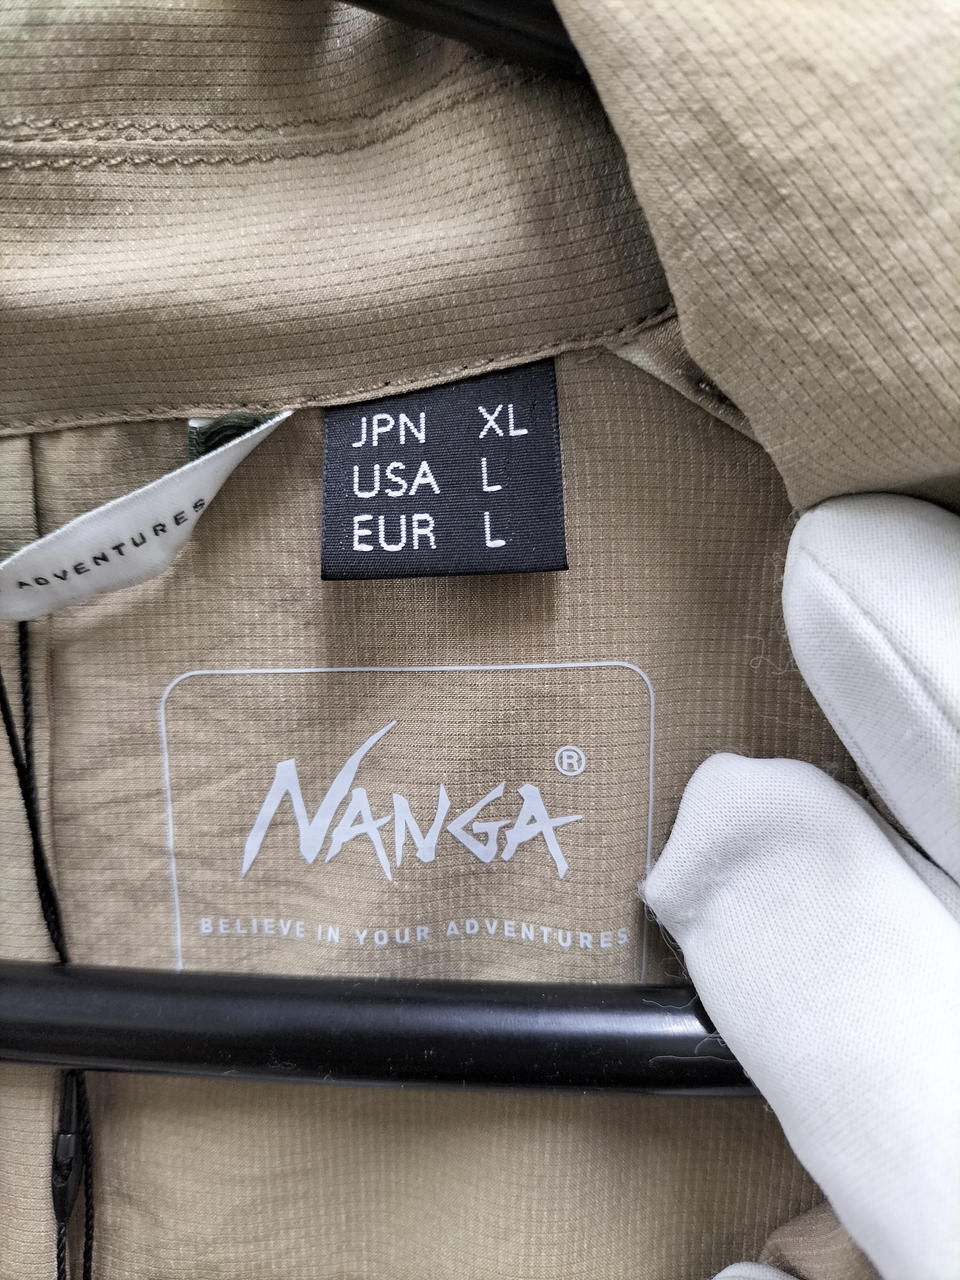 JPN XL
USA L
EUR L
ADVENTURES
NANGA®
BELIEVE IN YOUR ADVENTURES